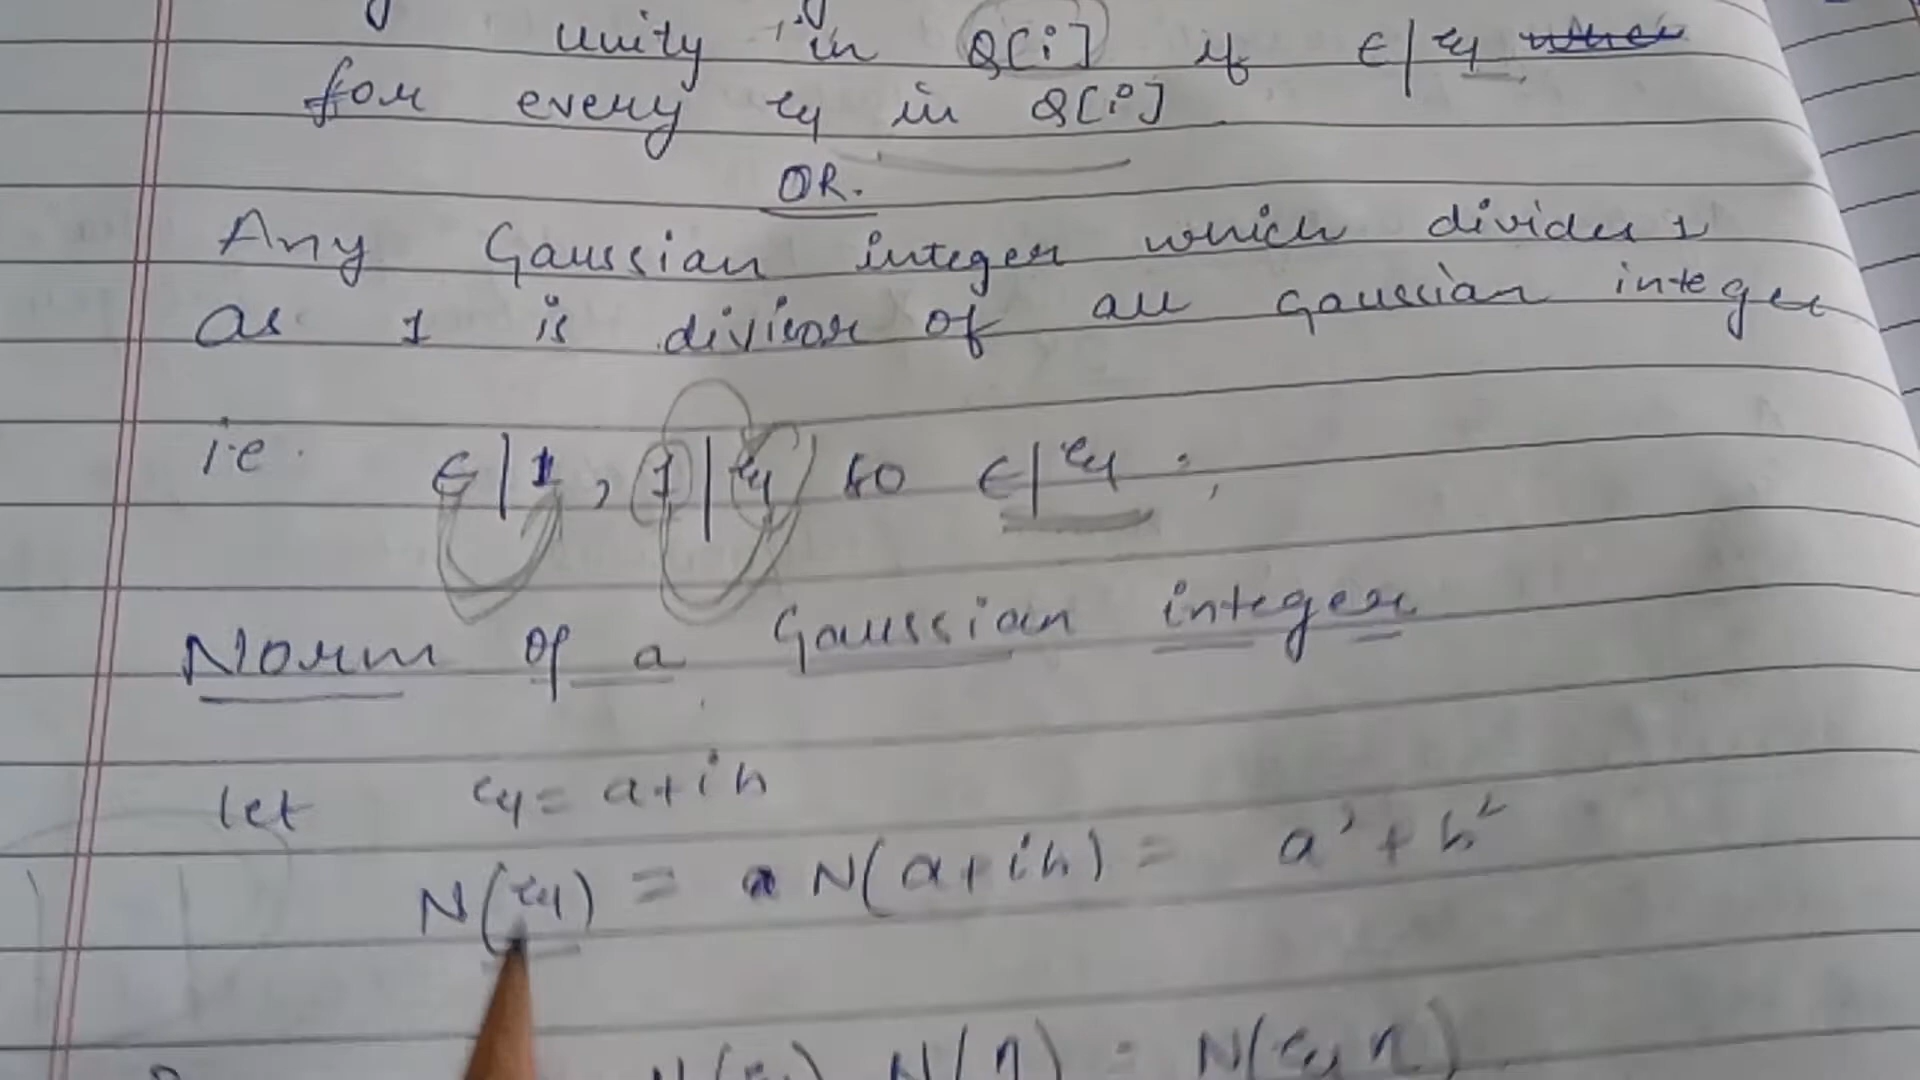 unity in Q[i] if ϵ|ξ
for every ξ in Q[i]
OR.
Any Gaussian integer which divides 1
as 1 is divisor of all Gaussian integer
i.e. ϵ|1, 1|ξ so ϵ|ξ.
Norm of a Gaussian integer
let ξ = a+ib
N(ξ) = N(a+ib) = a²+b²
N(ξ) N(η) = N(ξ η)